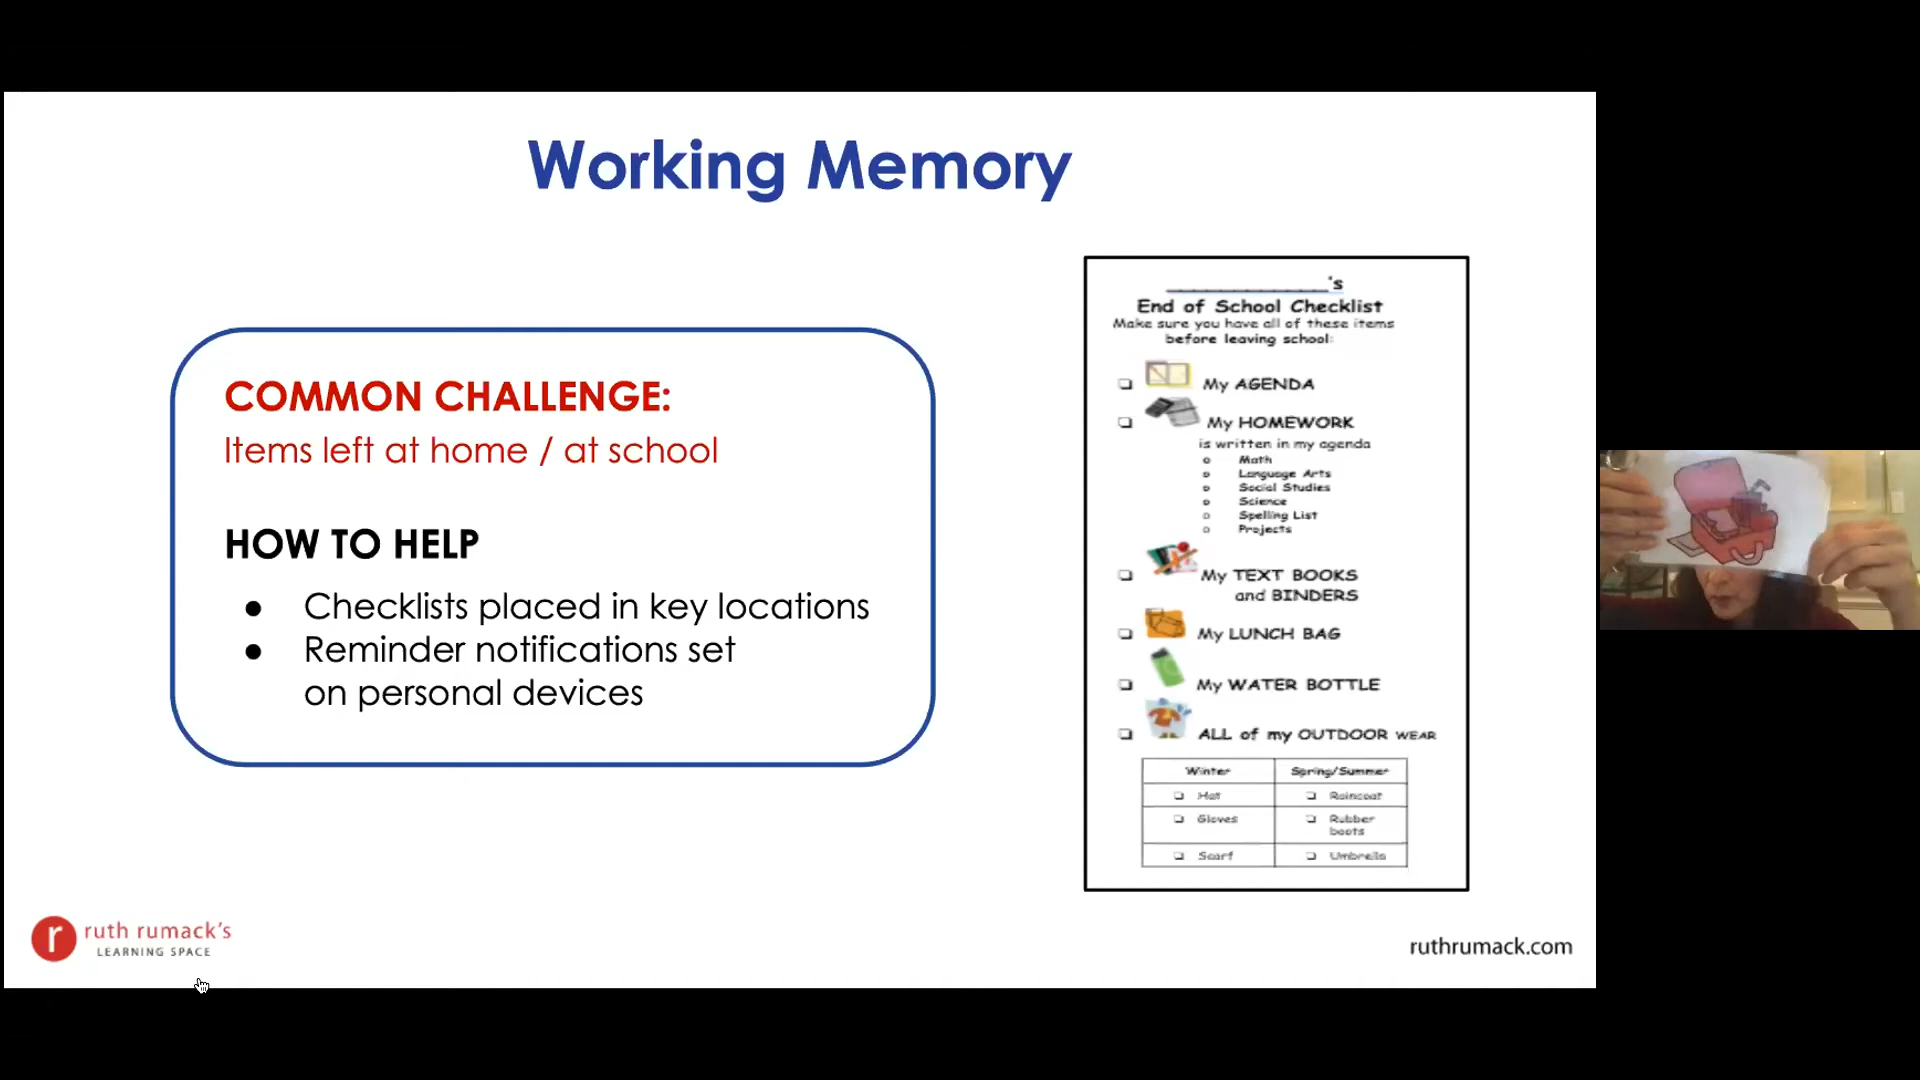 Working Memory
COMMON CHALLENGE:
Items left at home / at school
HOW TO HELP
● Checklists placed in key locations
● Reminder notifications set
on personal devices
____________'s
End of School Checklist
Make sure you have all of these items
before leaving school:
❑ My AGENDA
❑ My HOMEWORK
is written in my agenda
o Math
o Language Arts
o Social Studies
o Science
o Spelling List
o Projects
❑ My TEXT BOOKS
and BINDERS
❑ My LUNCH BAG
❑ My WATER BOTTLE
❑ ALL of my OUTDOOR WEAR
Winter Spring/Summer
❑ Hat ❑ Raincoat
❑ Gloves ❑ Rubber
boots
❑ Scarf ❑ Umbrella
r ruth rumack's
LEARNING SPACE
ruthrumack.com